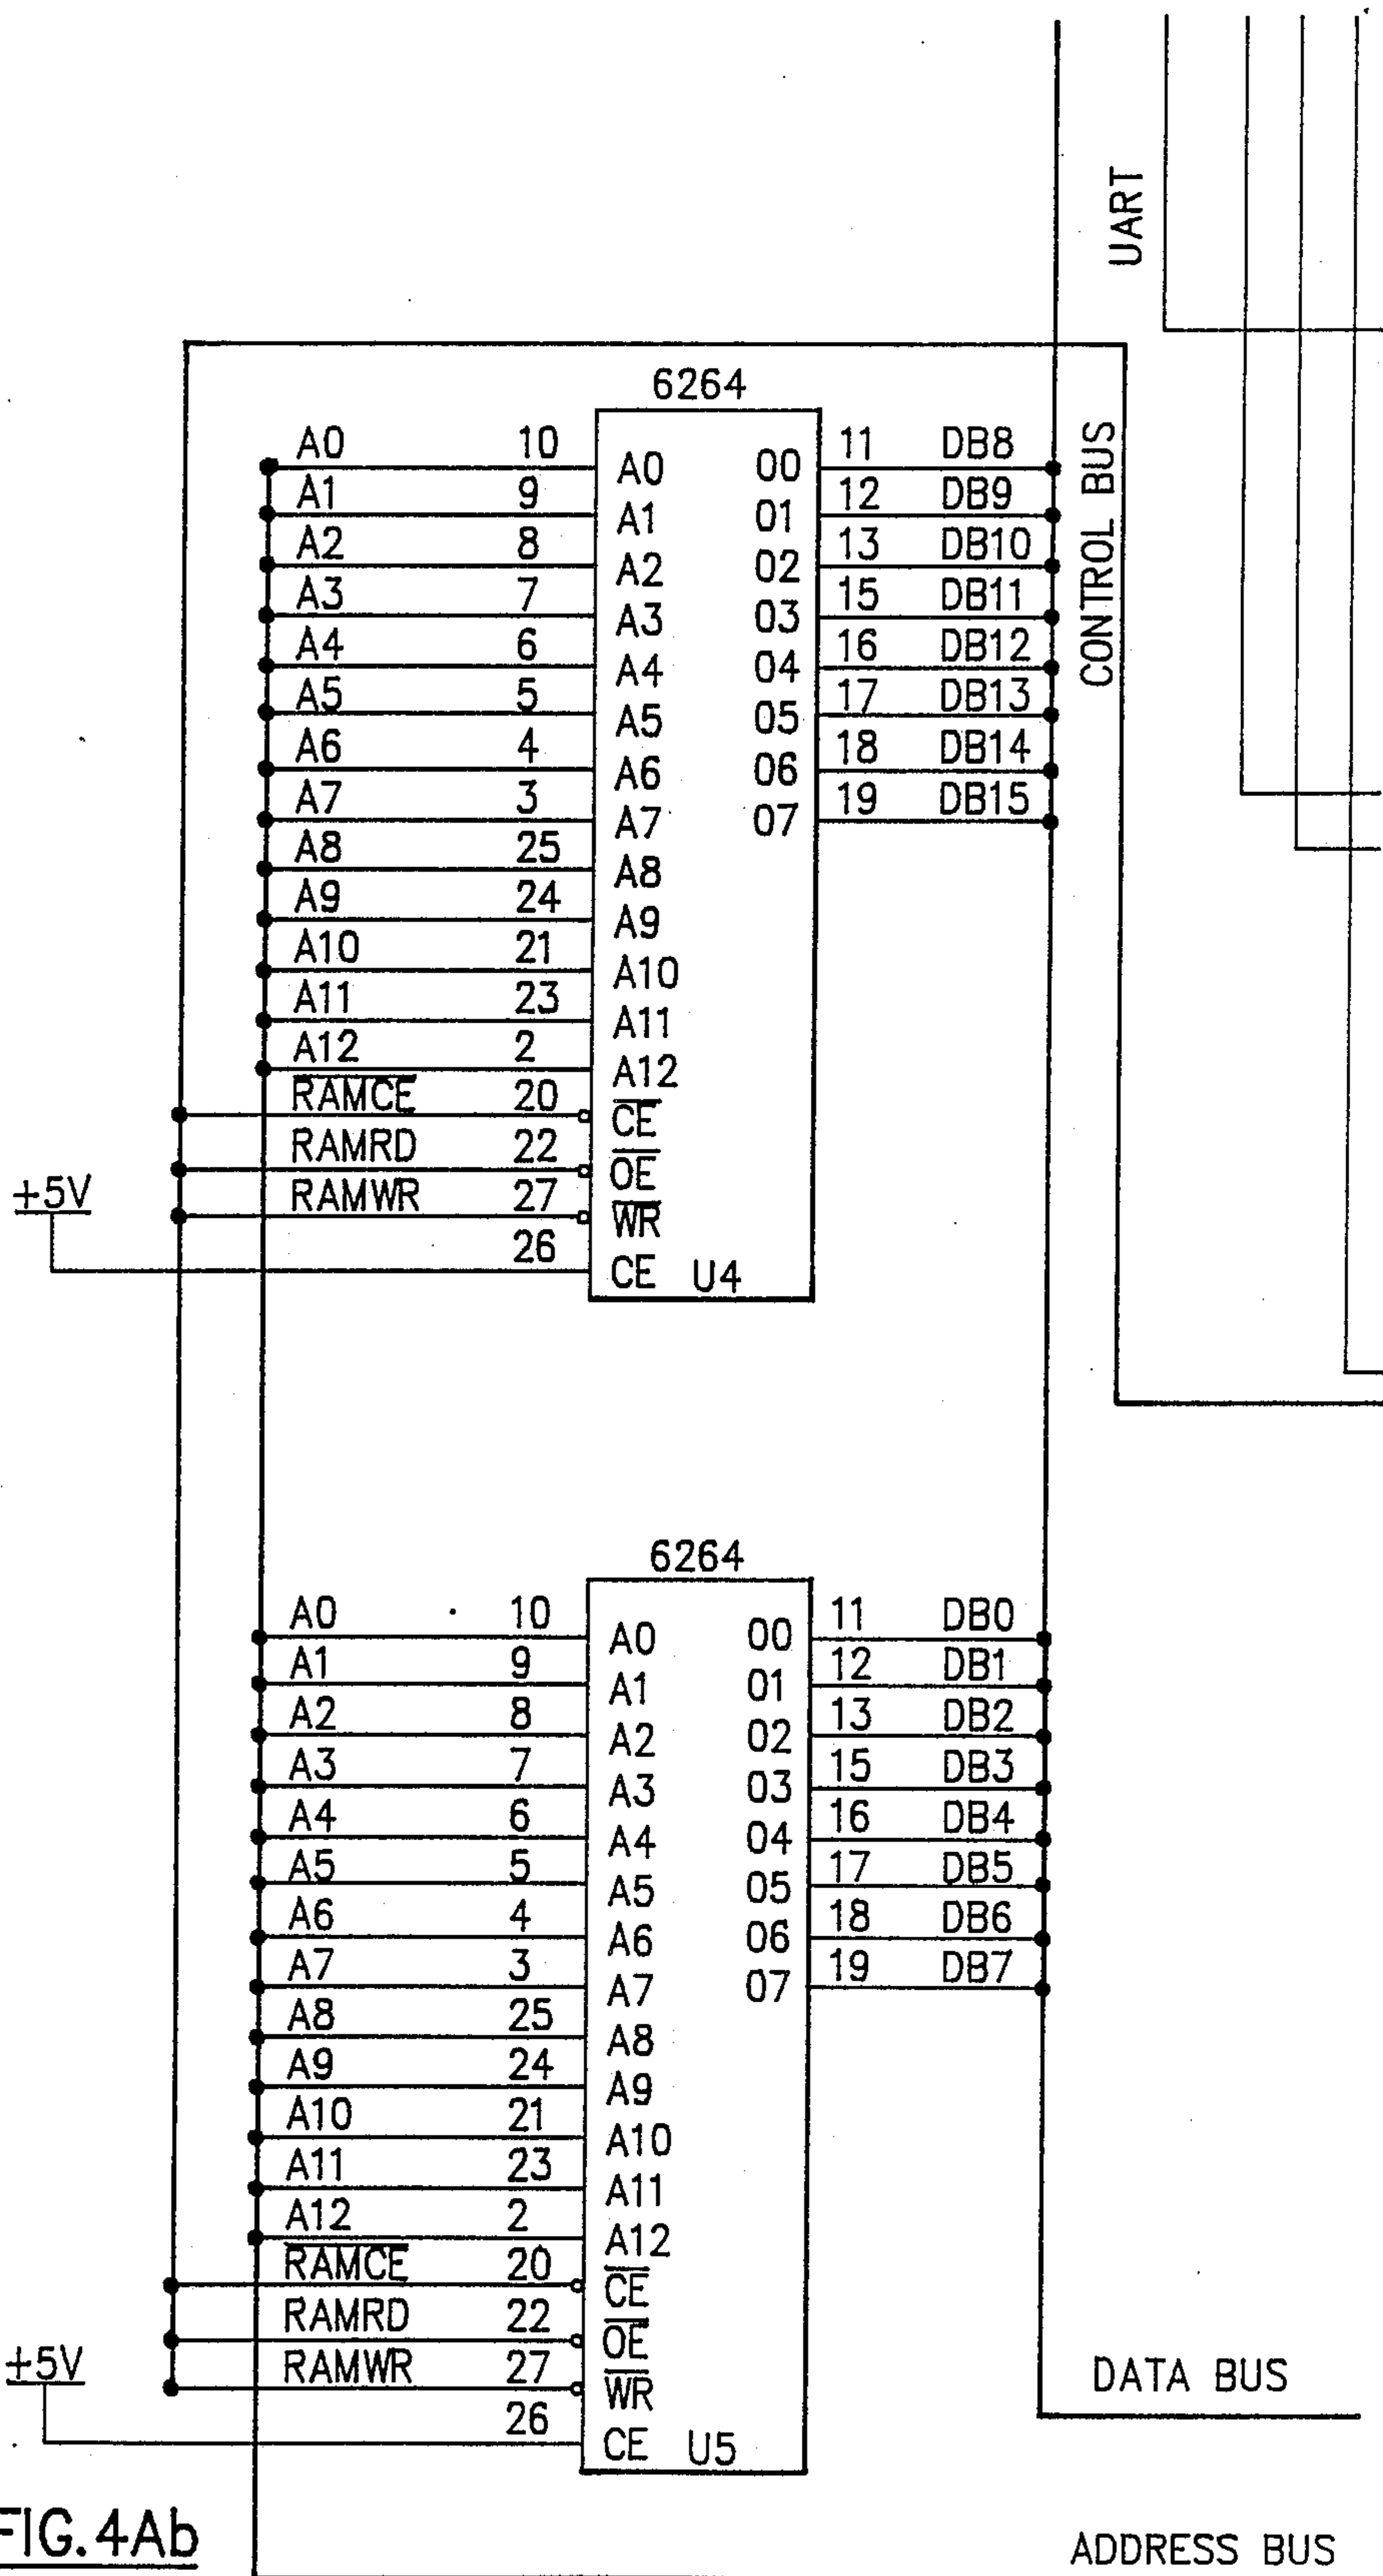 UART
CONTROL BUS
6264
A0 10 A0 00 11 DB8
A1 9 A1 01 12 DB9
A2 8 A2 02 13 DB10
A3 7 A3 03 15 DB11
A4 6 A4 04 16 DB12
A5 5 A5 05 17 DB13
A6 4 A6 06 18 DB14
A7 3 A7 07 19 DB15
A8 25 A8
A9 24 A9
A10 21 A10
A11 23 A11
A12 2 A12
R̅A̅M̅C̅E̅ 20 C̅E̅
RAMRD 22 O̅E̅
+5V RAMWR 27 W̅R̅
26 CE U4
6264
A0 10 A0 00 11 DB0
A1 9 A1 01 12 DB1
A2 8 A2 02 13 DB2
A3 7 A3 03 15 DB3
A4 6 A4 04 16 DB4
A5 5 A5 05 17 DB5
A6 4 A6 06 18 DB6
A7 3 A7 07 19 DB7
A8 25 A8
A9 24 A9
A10 21 A10
A11 23 A11
A12 2 A12
R̅A̅M̅C̅E̅ 20 C̅E̅
RAMRD 22 O̅E̅
+5V RAMWR 27 W̅R̅
26 CE U5
DATA BUS
FIG.4Ab
ADDRESS BUS